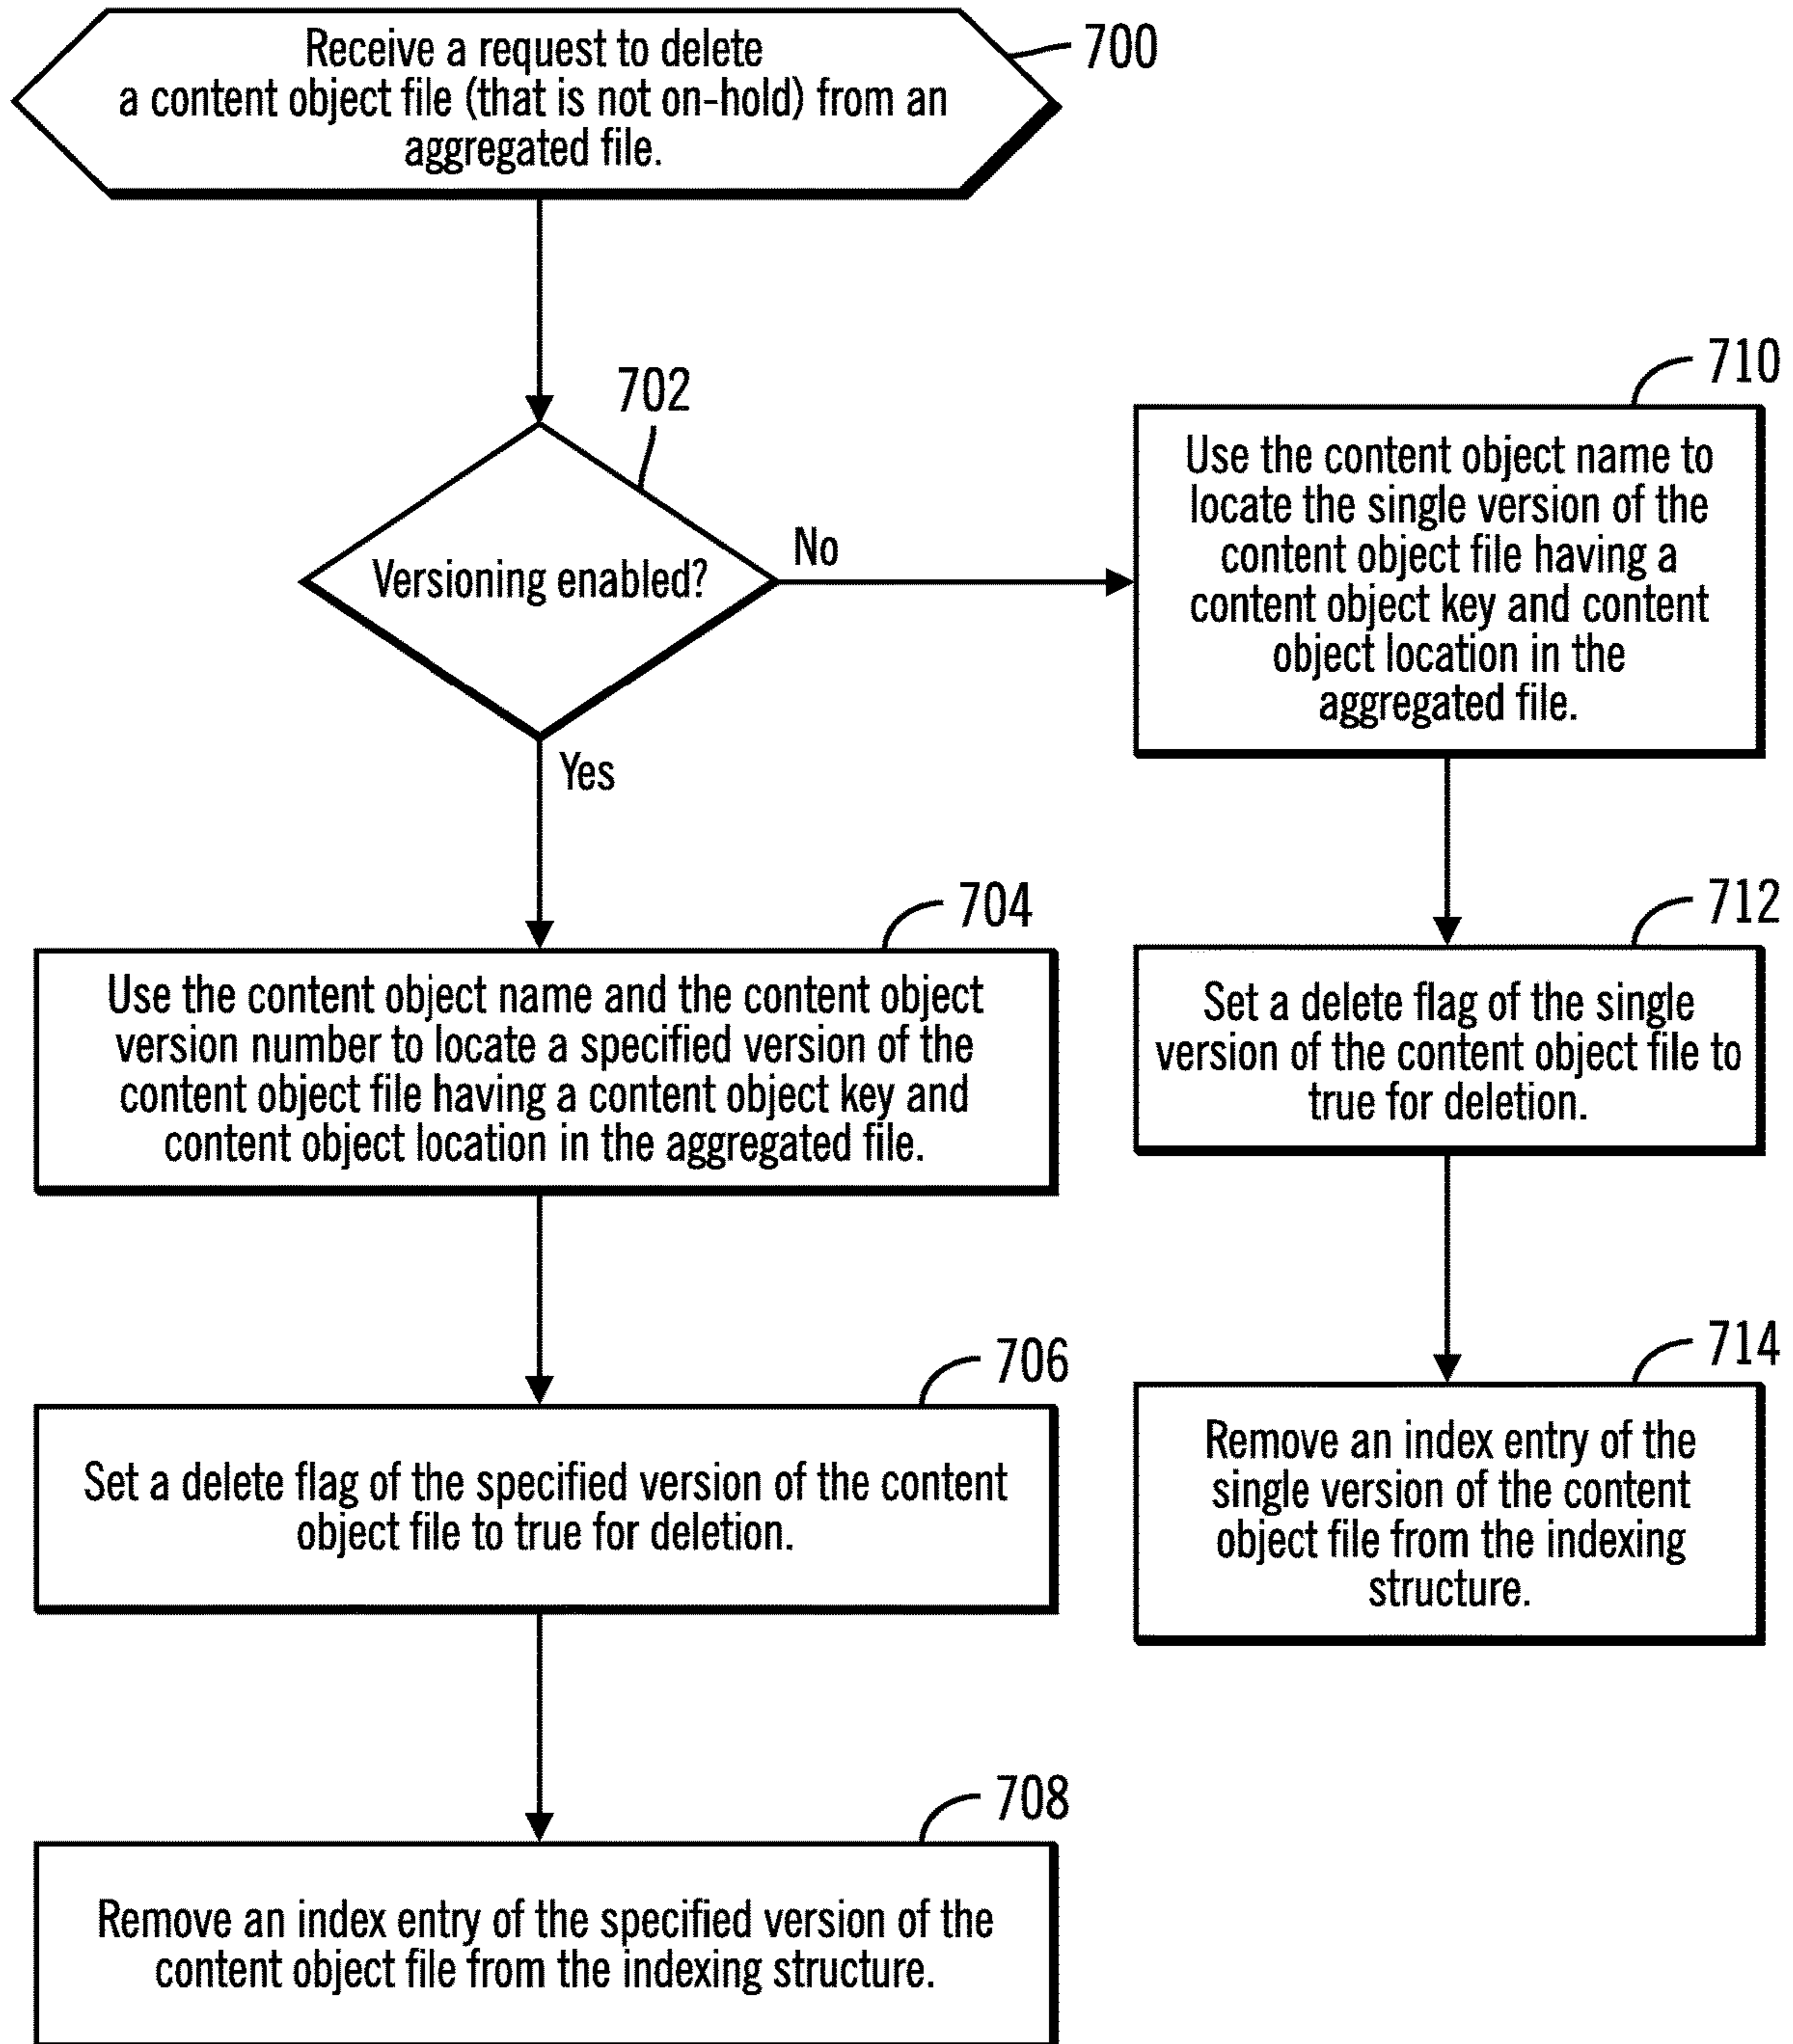 Receive a request to delete
a content object file (that is not on-hold) from an
aggregated file.
700
702
Versioning enabled?
No
Yes
710
Use the content object name to
locate the single version of the
content object file having a
content object key and content
object location in the
aggregated file.
704
Use the content object name and the content object
version number to locate a specified version of the
content object file having a content object key and
content object location in the aggregated file.
712
Set a delete flag of the single
version of the content object file to
true for deletion.
706
Set a delete flag of the specified version of the content
object file to true for deletion.
714
Remove an index entry of the
single version of the content
object file from the indexing
structure.
708
Remove an index entry of the specified version of the
content object file from the indexing structure.